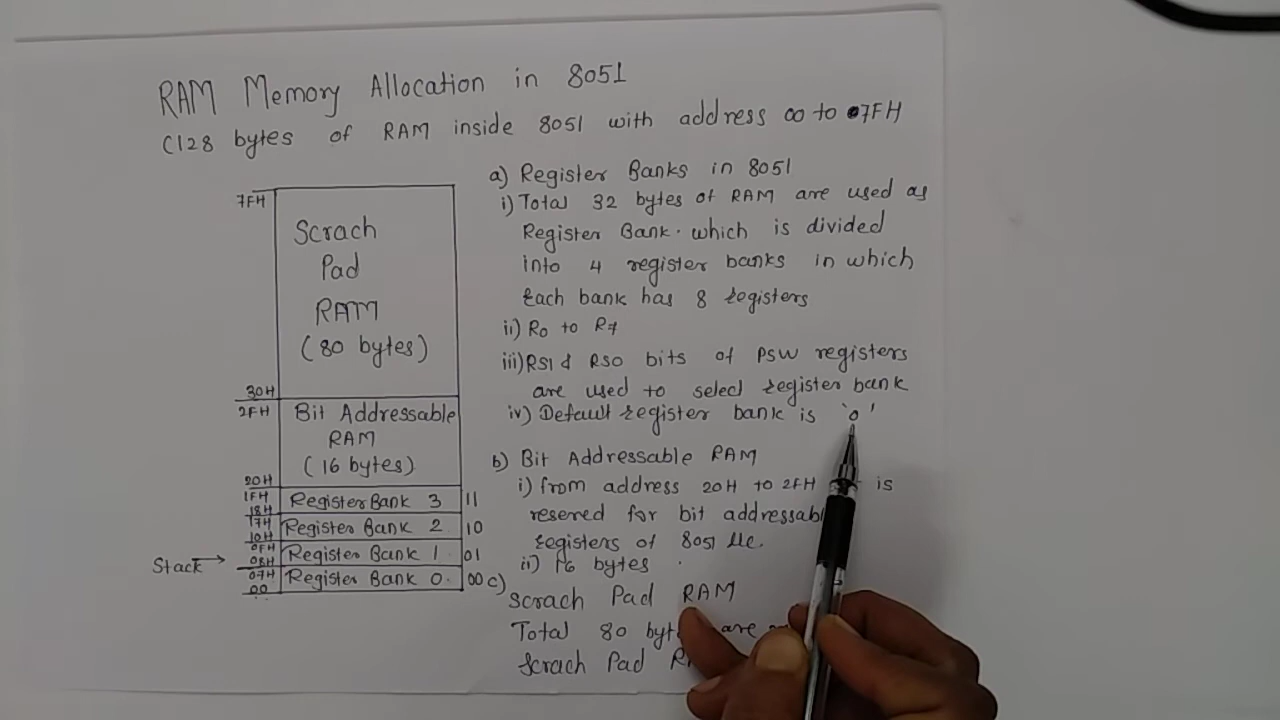 RAM Memory Allocation in 8051
(128 bytes of RAM inside 8051 with address 00 to 07FH
7FH
Scrach
Pad
RAM
(80 bytes)
30H
2FH
Bit Addressable
RAM
(16 bytes)
20H
1FH
Register Bank 3 11
18H
17H
Register Bank 2 10
10H
0FH
Register Bank 1 01
Stack → 08H
07H
Register Bank 0. 00
00
a) Register Banks in 8051
i) Total 32 bytes of RAM are used as
Register Bank. which is divided
into 4 register banks in which
Each bank has 8 registers
ii) R0 to R7
iii) RS1 & RS0 bits of PSW registers
are used to select register bank
iv) Default register bank is '0'
b) Bit Addressable RAM
i) from address 20H to 2FH is
resered for bit addressabl
registers of 8051 μc.
ii) 16 bytes
c)
Scrach Pad RAM
Total 80 byt are
Scrach Pad R